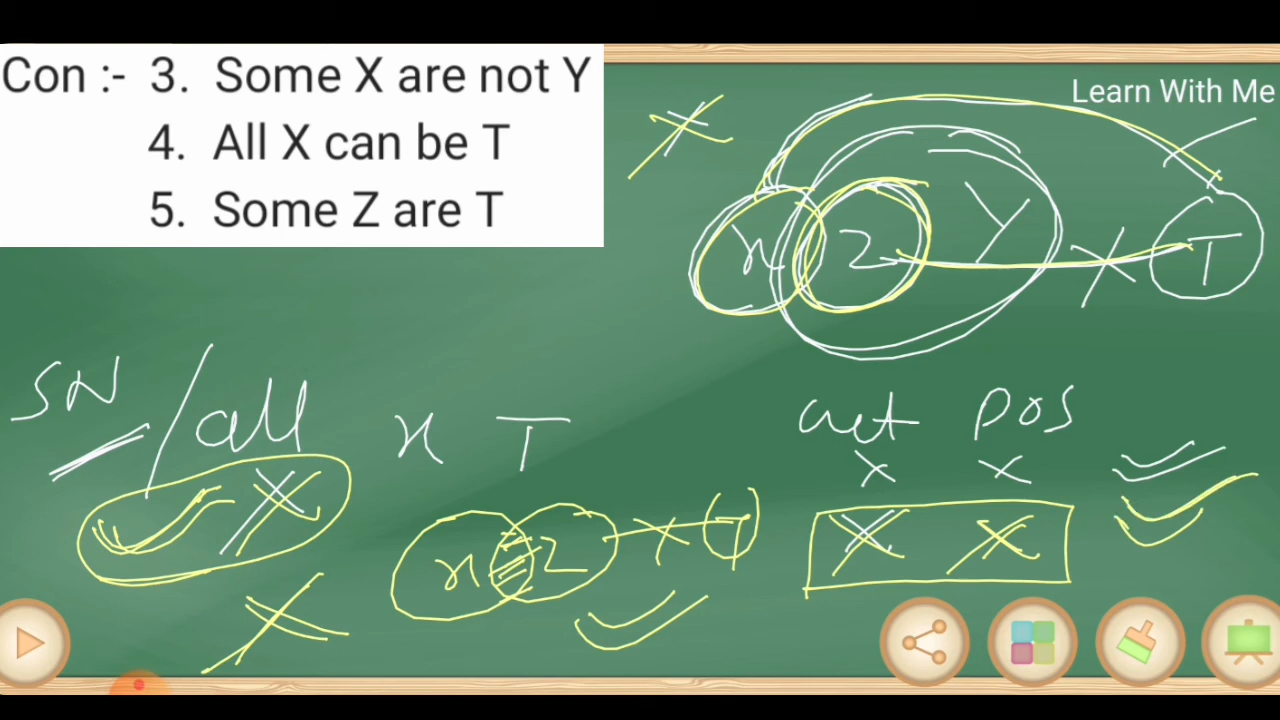 Con :- 3. Some X are not Y
4. All X can be T
5. Some Z are T
Learn With Me
x Z Y T
SN / all x T
act pos
x Z T